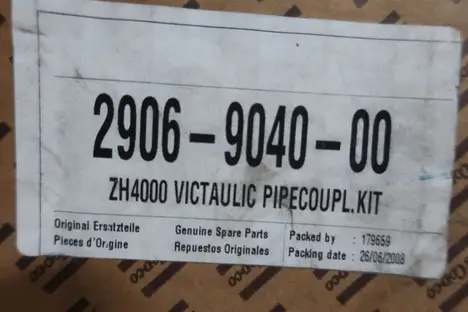 2906-9040-00
ZH4000 VICTAULIC PIPECOUPL.KIT
Original Ersatzteile Genuine Spare Parts Packed by : 179659
Pieces d'Orgine Repuestos Originales Packing date : 26/06/2008